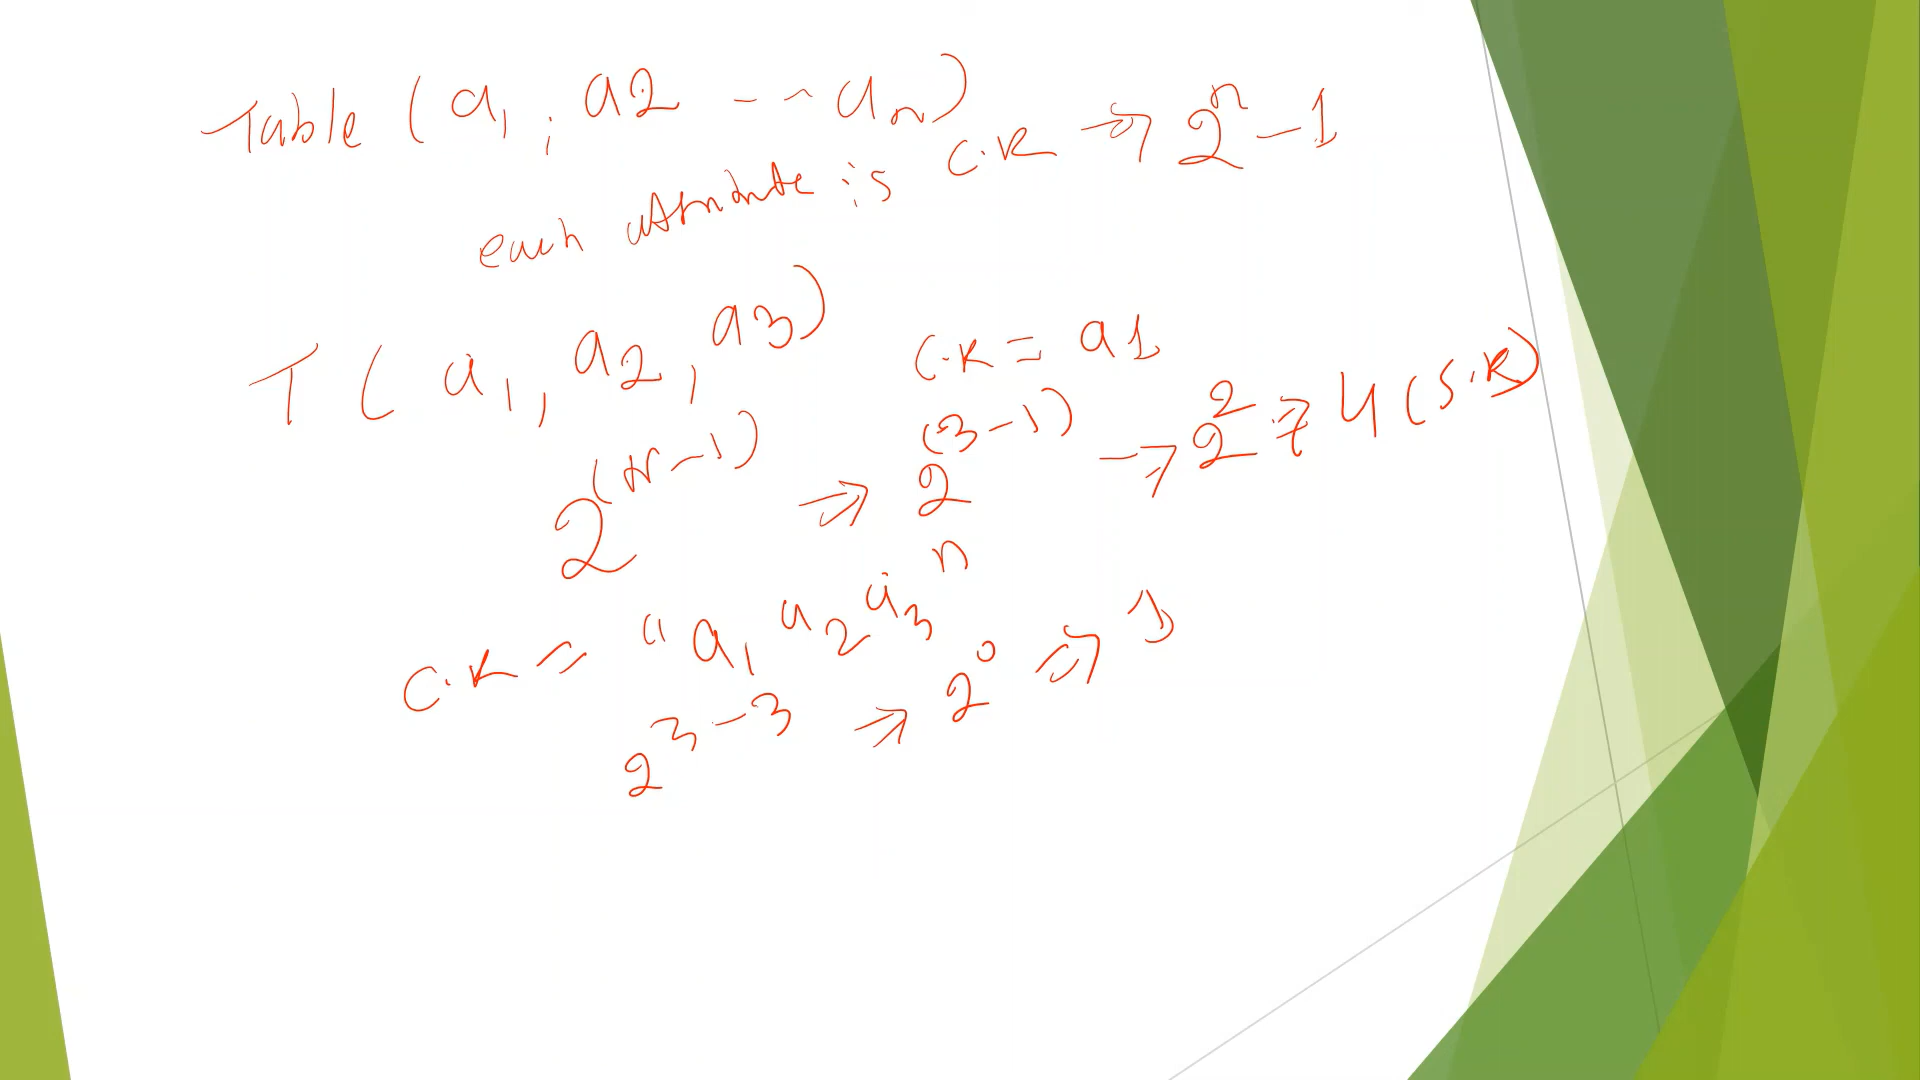 Table (a1, a2 --- an)
each attribute is C.K → 2^n - 1
T (a1, a2, a3) C.K = a1
2^(N-1) → 2^(3-1) → 2^2 ⇒ 4 (S.K)
C.K = "a1 a2 a3"
2^3-3 → 2^0 ⇒ 1